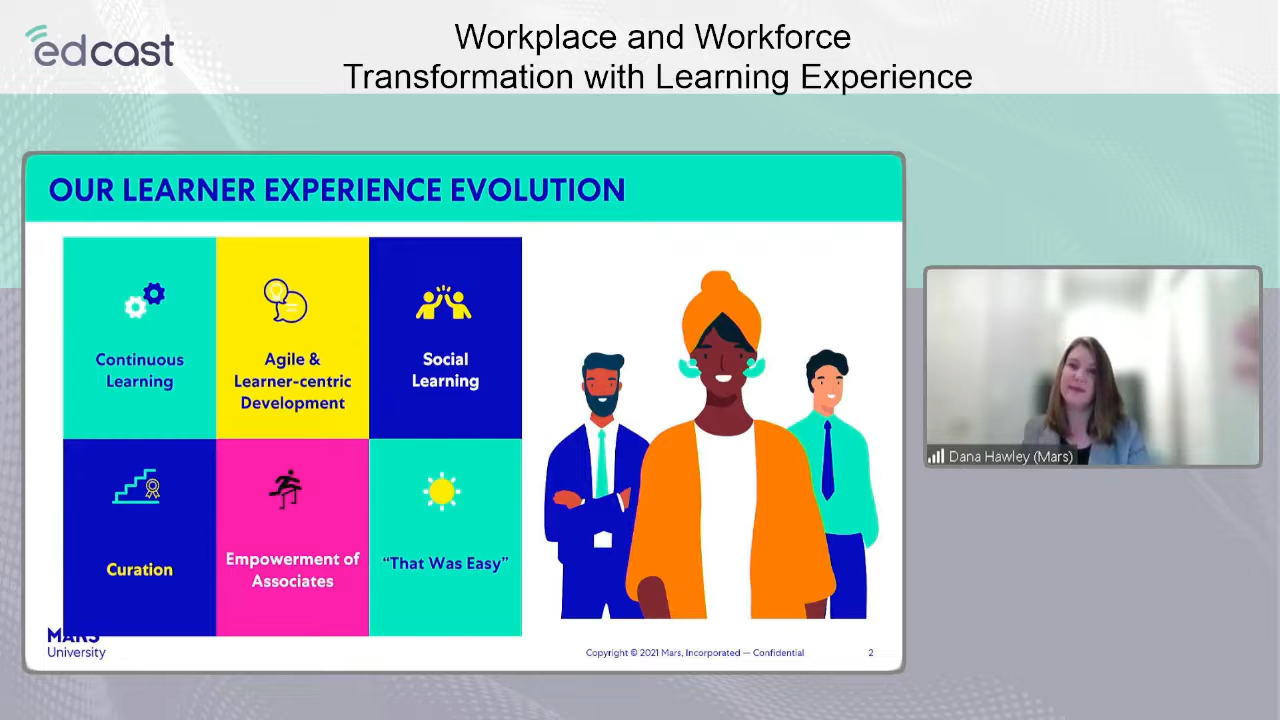 edcast
Workplace and Workforce
Transformation with Learning Experience
OUR LEARNER EXPERIENCE EVOLUTION
Continuous
Learning
Agile &
Learner-centric
Development
Social
Learning
Curation
Empowerment of
Associates
“That Was Easy”
MARS
University
Copyright © 2021 Mars, Incorporated — Confidential
2
Dana Hawley (Mars)